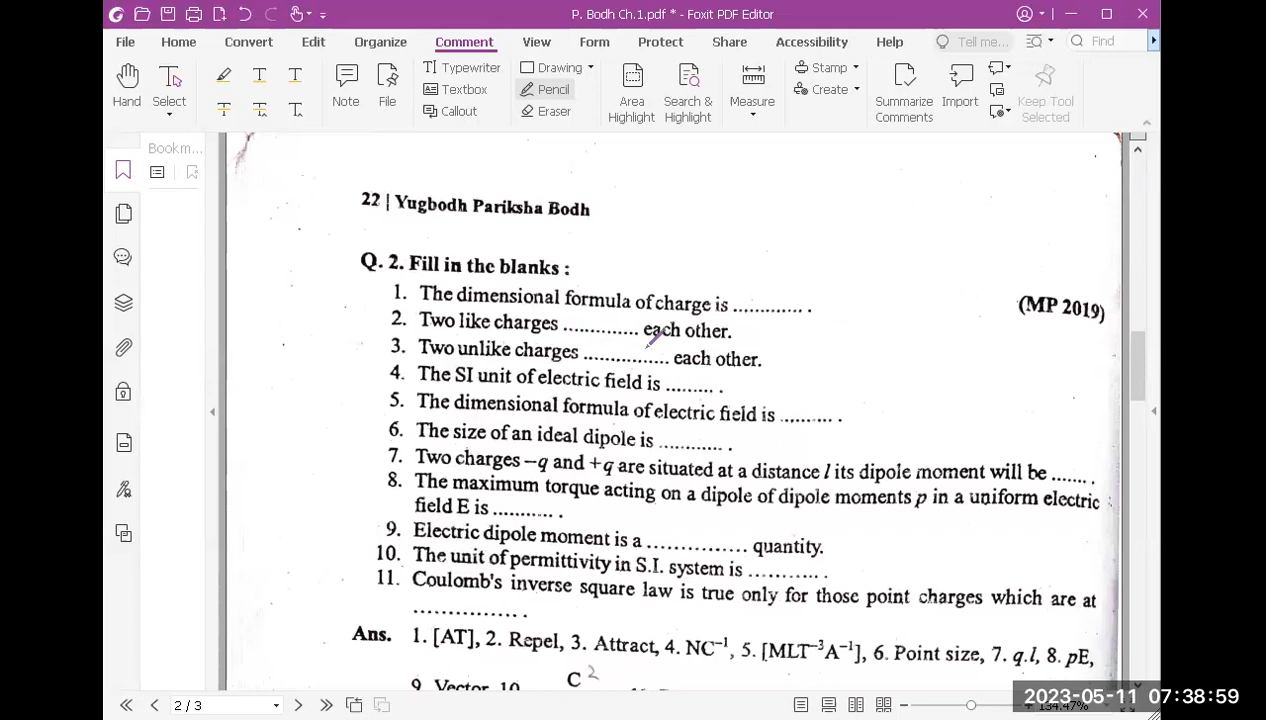 P. Bodh Ch.1.pdf * - Foxit PDF Editor
File Home Convert Edit Organize Comment View Form Protect Share Accessibility Help Tell me... Find
Hand Select Note File Typewriter Textbox Callout Drawing Pencil Eraser Area Highlight Search & Highlight Measure Stamp Create Summarize Comments Import Keep Tool Selected
Bookm...
22 | Yugbodh Pariksha Bodh
Q. 2. Fill in the blanks :
1. The dimensional formula of charge is ............. . (MP 2019)
2. Two like charges ............. each other.
3. Two unlike charges ............... each other.
4. The SI unit of electric field is ......... .
5. The dimensional formula of electric field is .......... .
6. The size of an ideal dipole is ............ .
7. Two charges –q and +q are situated at a distance l its dipole moment will be ....... .
8. The maximum torque acting on a dipole of dipole moments p in a uniform electric
field E is ........... .
9. Electric dipole moment is a ................ quantity.
10. The unit of permittivity in S.I. system is ........... .
11. Coulomb's inverse square law is true only for those point charges which are at
................ .
Ans. 1. [AT], 2. Repel, 3. Attract, 4. NC⁻¹, 5. [MLT⁻³A⁻¹], 6. Point size, 7. q.l, 8. pE,
9. Vector, 10. C 2
2 / 3
134.47%
2023-05-11 07:38:59